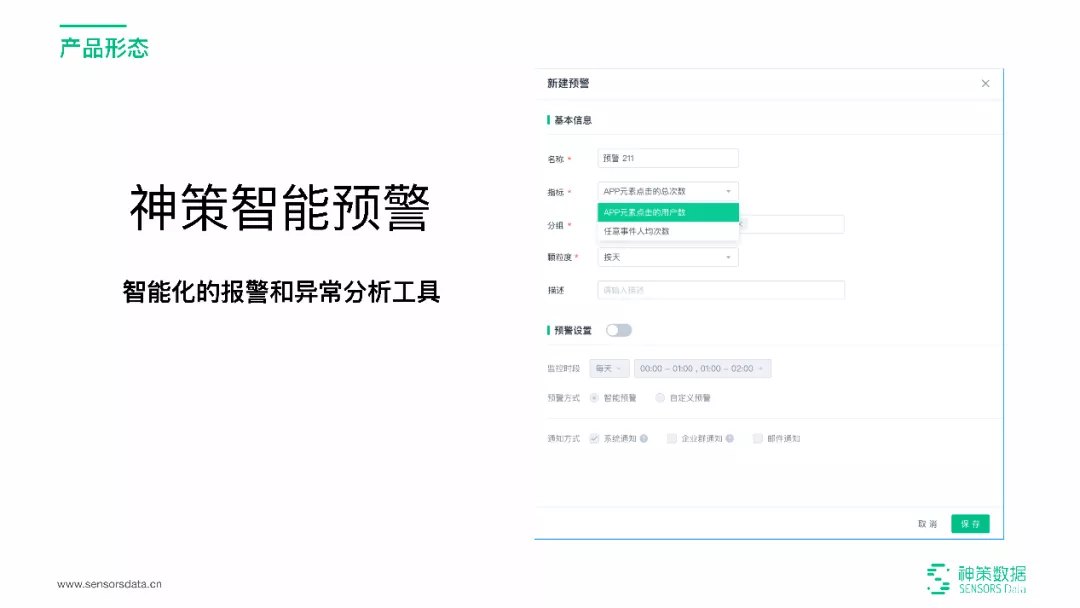 产品形态
神策智能预警
智能化的报警和异常分析工具
新建预警
基本信息
名称 * 预警 211
指标 * APP元素点击的总次数
APP元素点击的用户数
分组 *
任意事件人均次数
颗粒度 * 按天
描述 请输入描述
预警设置
监控时段 每天 00:00 – 01:00 , 01:00 – 02:00
预警方式 智能预警 自定义预警
通知方式 系统通知 ? 企业群通知 ? 邮件通知
取消 保存
www.sensorsdata.cn
神策数据
SENSORS Data